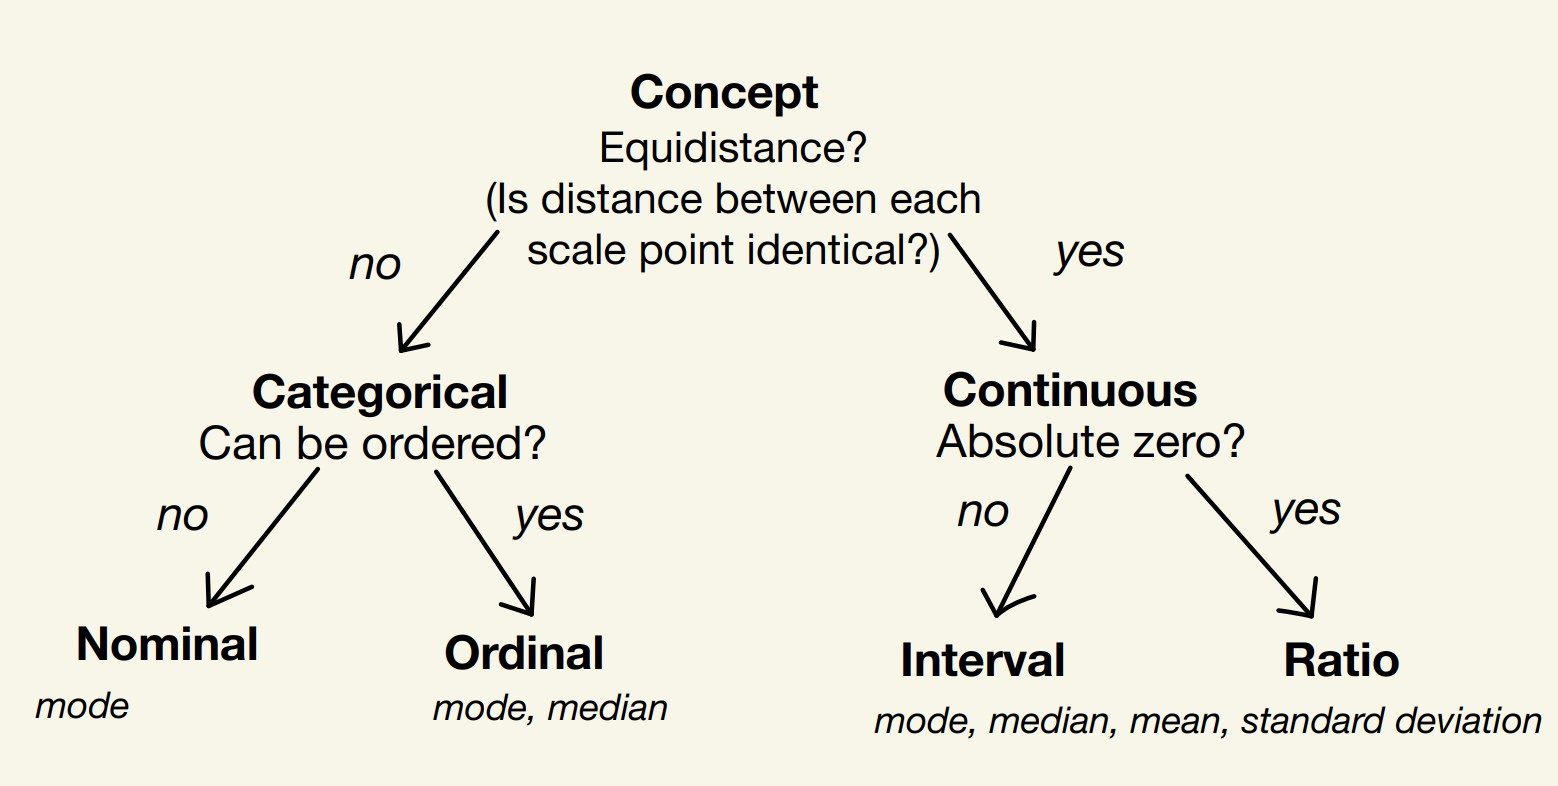 Concept
Equidistance?
(Is distance between each
scale point identical?)
no
yes
Categorical
Can be ordered?
Continuous
Absolute zero?
no
yes
no
yes
Nominal
mode
Ordinal
mode, median
Interval
Ratio
mode, median, mean, standard deviation